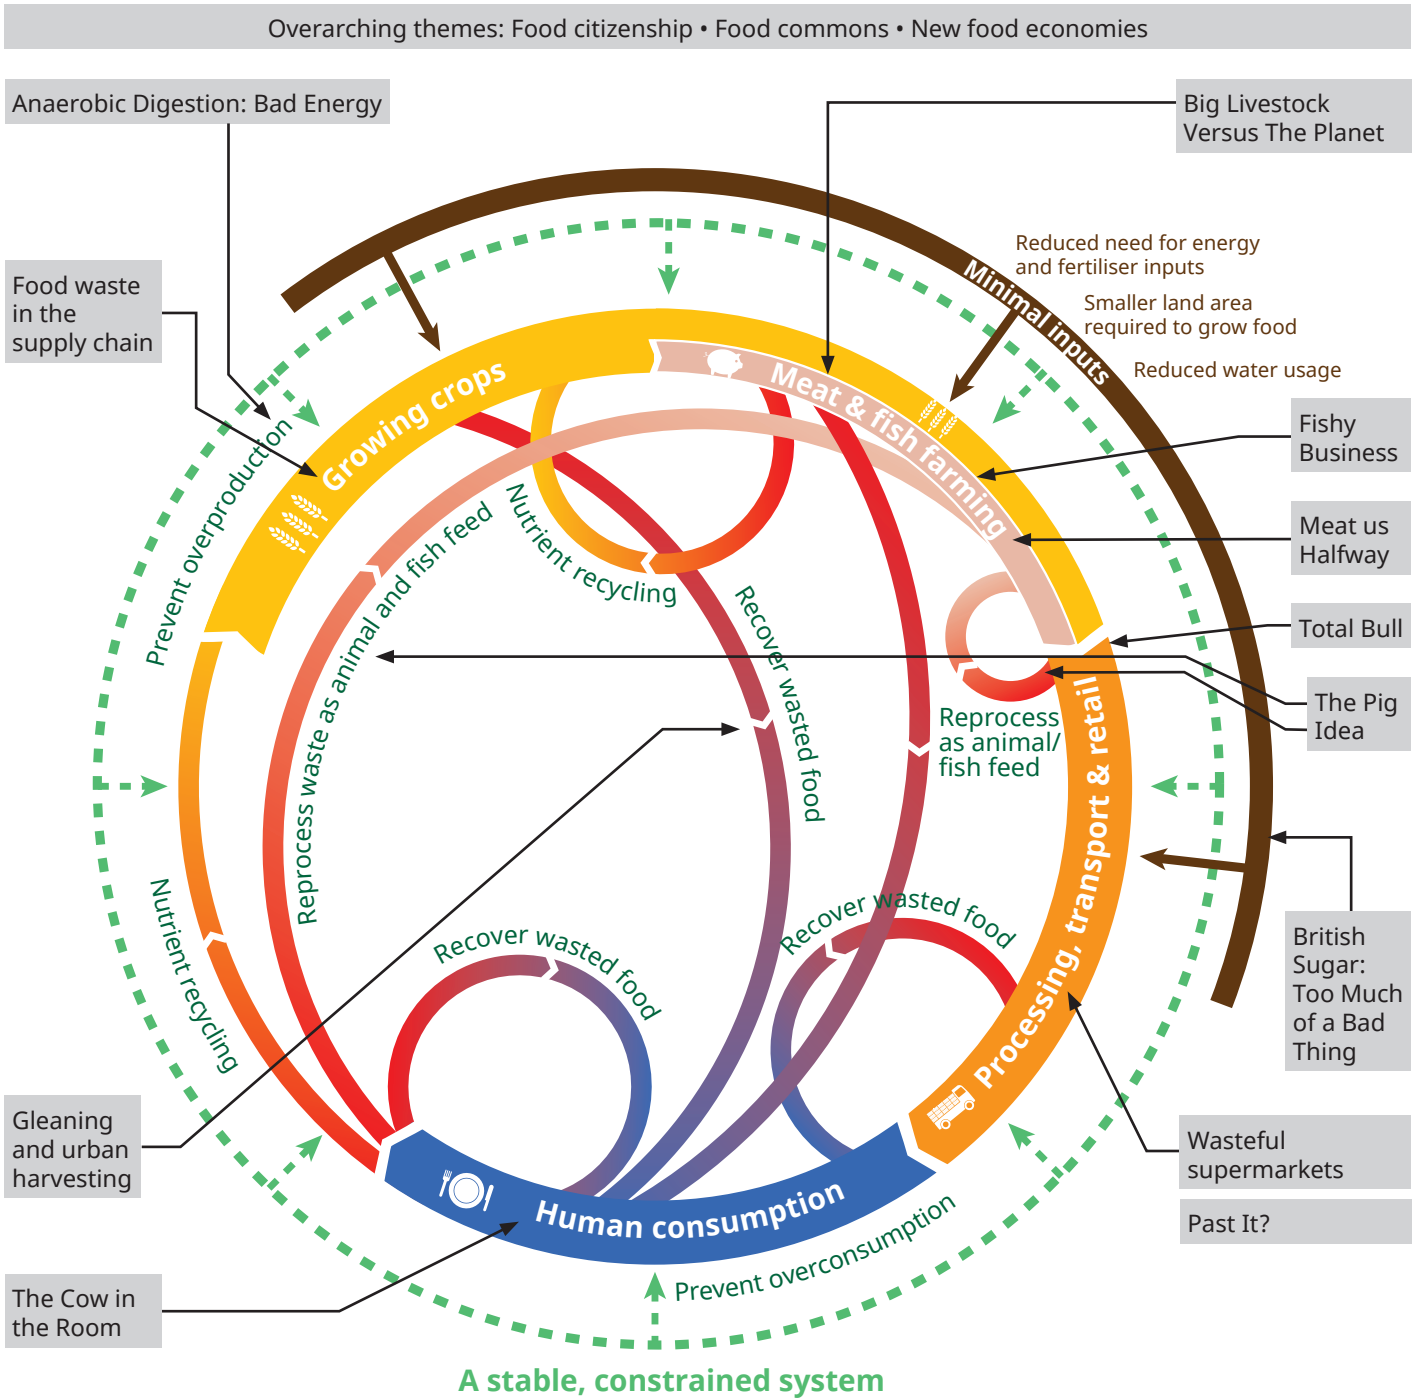 Overarching themes: Food citizenship • Food commons • New food economies
Anaerobic Digestion: Bad Energy
Big Livestock
Versus The Planet
Food waste
in the
supply chain
Reduced need for energy
and fertiliser inputs
Smaller land area
required to grow food
Reduced water usage
Minimal inputs
Fishy
Business
Meat us
Halfway
Total Bull
The Pig
Idea
British
Sugar:
Too Much
of a Bad
Thing
Wasteful
supermarkets
Past It?
Gleaning
and urban
harvesting
The Cow in
the Room
Growing crops
Meat & fish farming
Processing, transport & retail
Human consumption
Prevent overproduction
Nutrient recycling
Reprocess waste as animal and fish feed
Nutrient recycling
Recover wasted food
Reprocess
as animal/
fish feed
Recover wasted food
Recover wasted food
Prevent overconsumption
A stable, constrained system